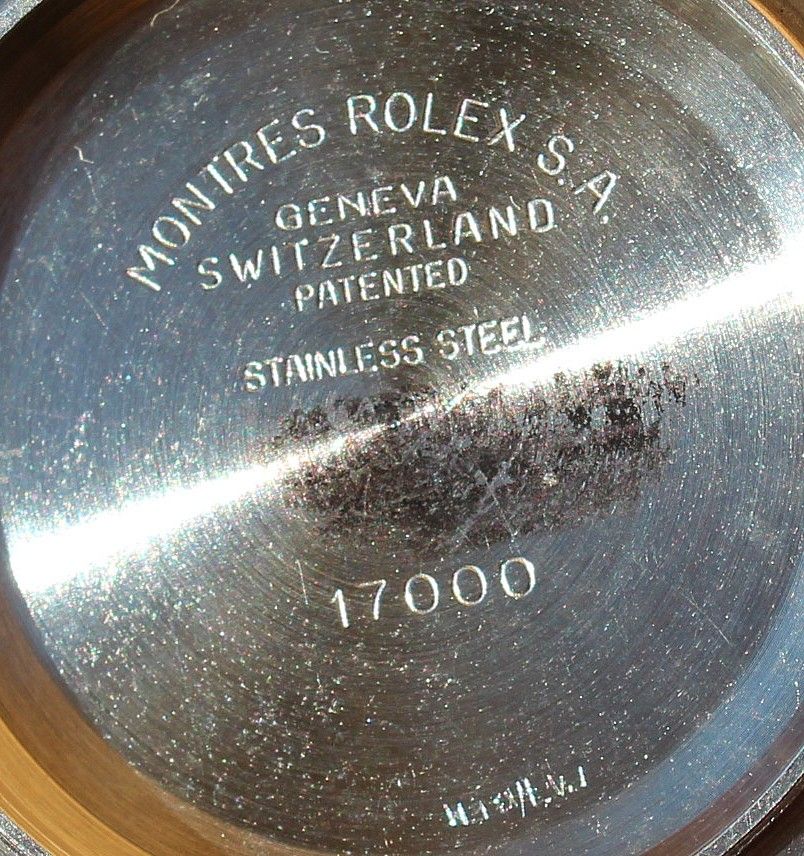 MONTRES ROLEX S.A.
GENEVA
SWITZERLAND
PATENTED
STAINLESS STEEL
17000